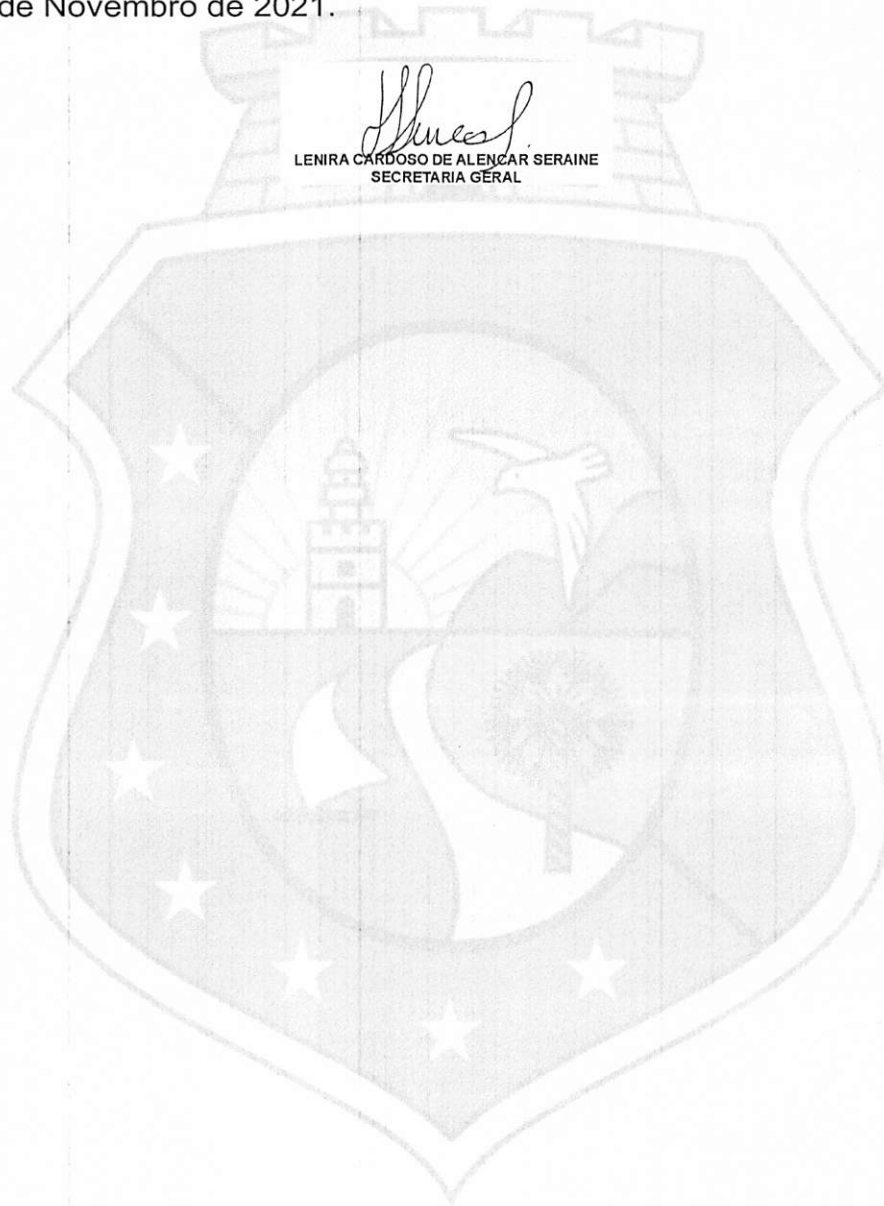 de Novembro de 2021.
LENIRA CARDOSO DE ALENCAR SERAINE
SECRETARIA GERAL